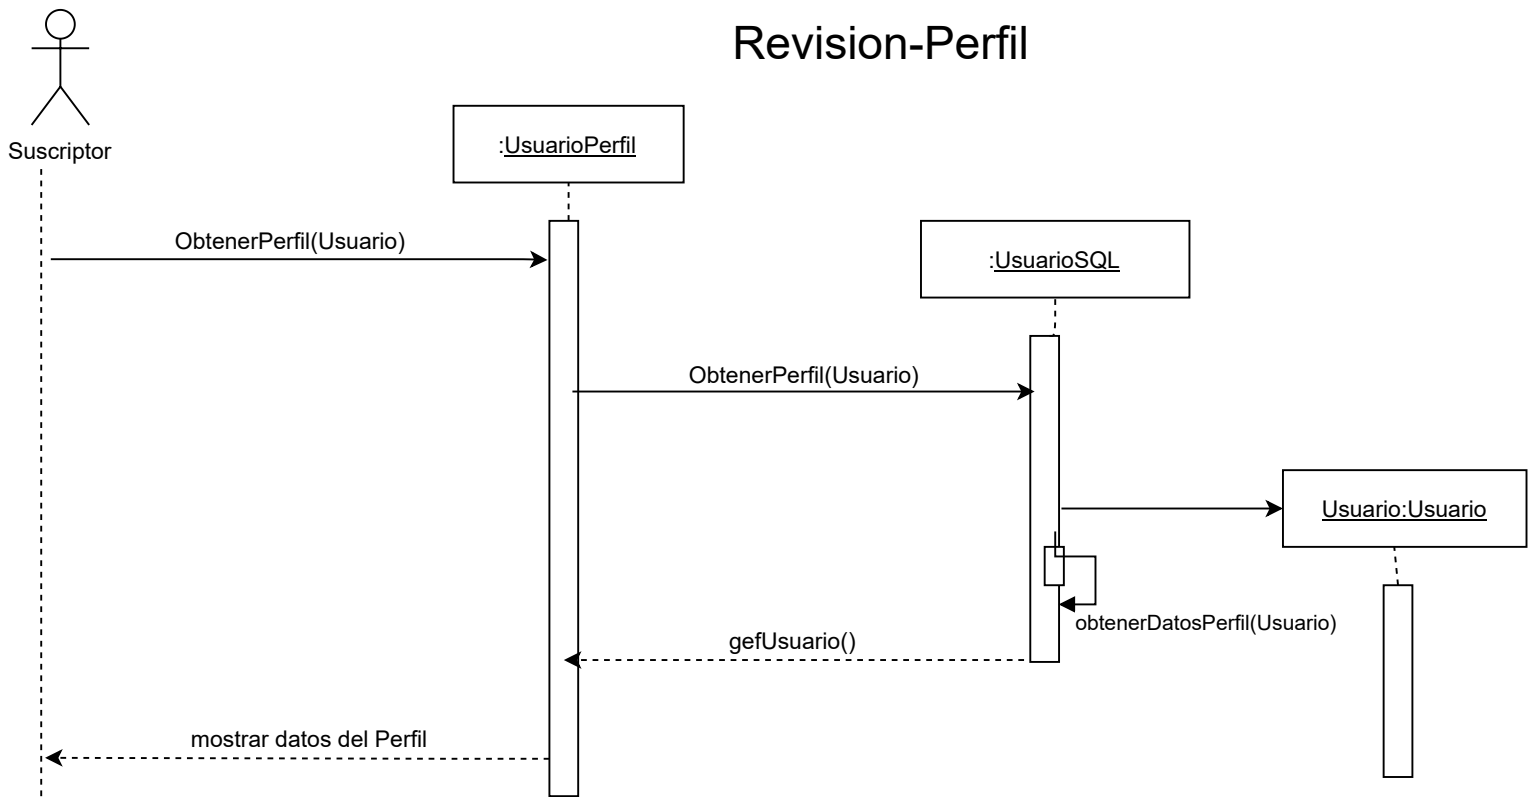 Revision-Perfil
Suscriptor
:UsuarioPerfil
ObtenerPerfil(Usuario)
:UsuarioSQL
ObtenerPerfil(Usuario)
Usuario:Usuario
obtenerDatosPerfil(Usuario)
gefUsuario()
mostrar datos del Perfil